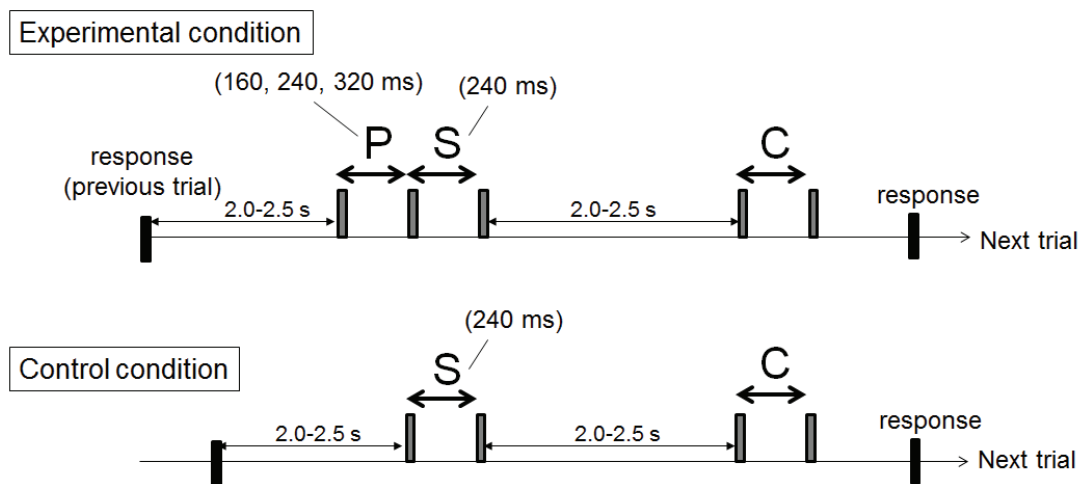 Experimental condition
(160, 240, 320 ms)
(240 ms)
P
S
C
response
(previous trial)
2.0-2.5 s
2.0-2.5 s
response
Next trial
(240 ms)
Control condition
S
C
2.0-2.5 s
2.0-2.5 s
response
Next trial